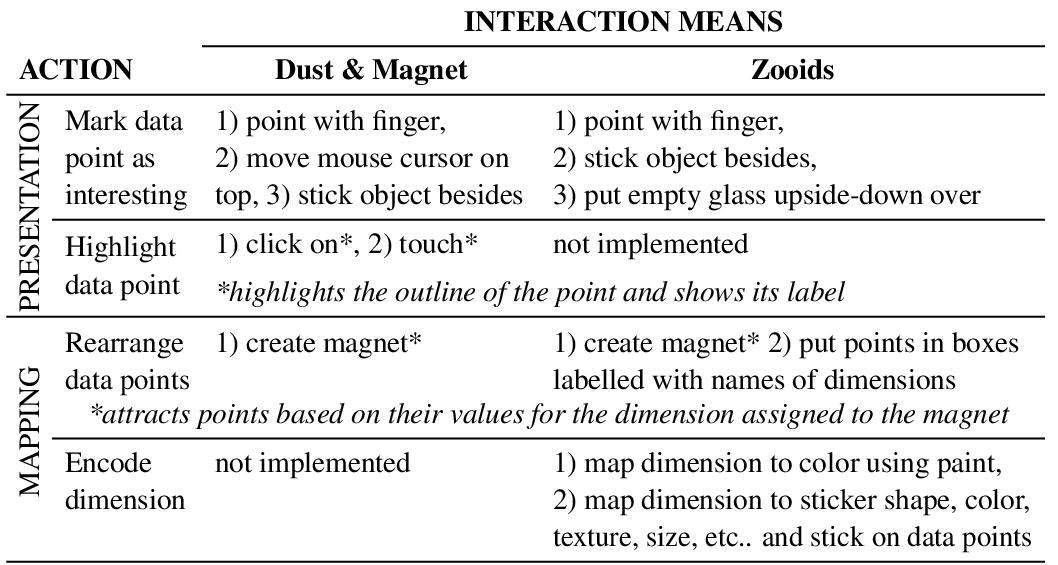 INTERACTION MEANS
ACTION Dust & Magnet Zooids
PRESENTATION
Mark data 1) point with finger, 1) point with finger,
point as 2) move mouse cursor on 2) stick object besides,
interesting top, 3) stick object besides 3) put empty glass upside-down over
Highlight 1) click on*, 2) touch* not implemented
data point *highlights the outline of the point and shows its label
MAPPING
Rearrange 1) create magnet* 1) create magnet* 2) put points in boxes
data points labelled with names of dimensions
*attracts points based on their values for the dimension assigned to the magnet
Encode not implemented 1) map dimension to color using paint,
dimension 2) map dimension to sticker shape, color,
texture, size, etc.. and stick on data points